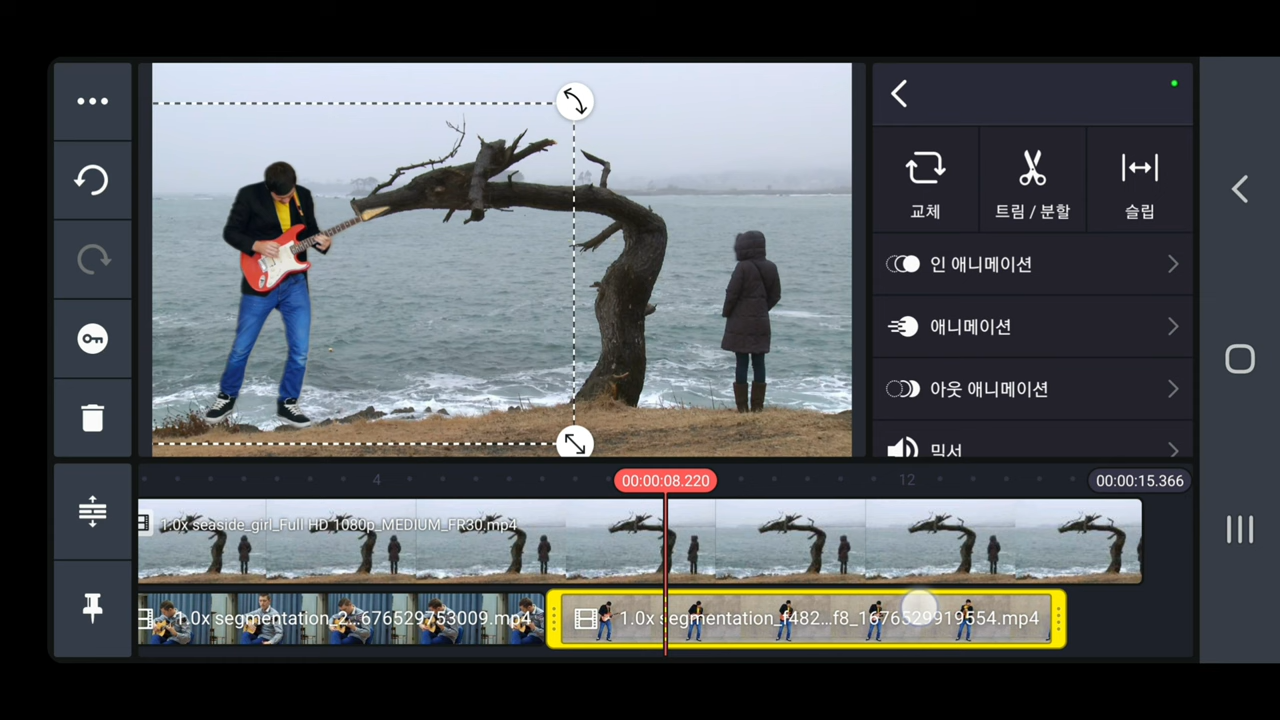 교체
트림 / 분할
슬립
인 애니메이션
애니메이션
아웃 애니메이션
믹서
4
00:00:08.220
12
00:00:15.366
1.0x seaside_girl_Full HD 1080p_MEDIUM_FR30.mp4
1.0x segmentation_2...676529753009.mp4
1.0x segmentation_f482...f8_1676529919554.mp4